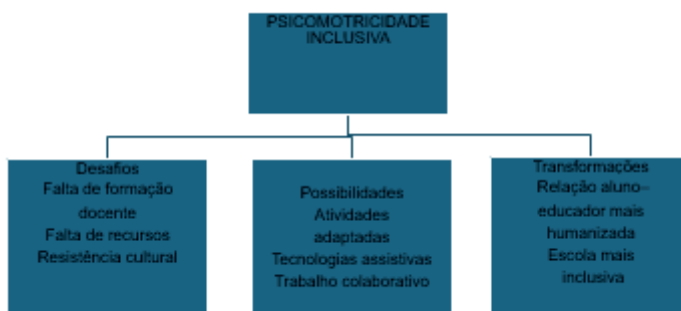 PSICOMOTRICIDADE
INCLUSIVA
Desafios
Falta de formação
docente
Falta de recursos
Resistência cultural
Possibilidades
Atividades
adaptadas
Tecnologias assistivas
Trabalho colaborativo
Transformações
Relação aluno–
educador mais
humanizada
Escola mais
inclusiva